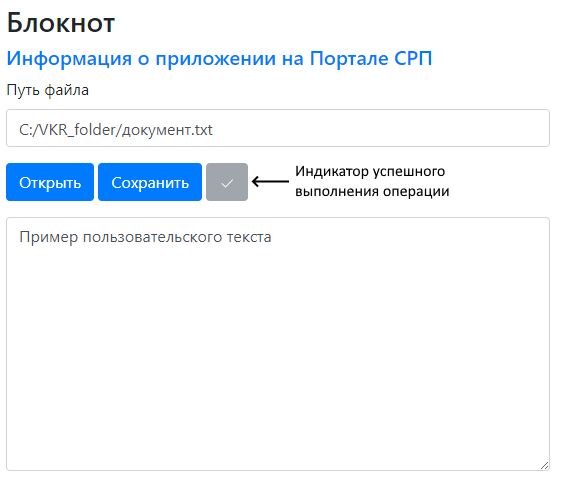 Блокнот
Информация о приложении на Портале СРП
Путь файла
C:/VKR_folder/документ.txt
Открыть
Сохранить
Индикатор успешного
выполнения операции
Пример пользовательского текста